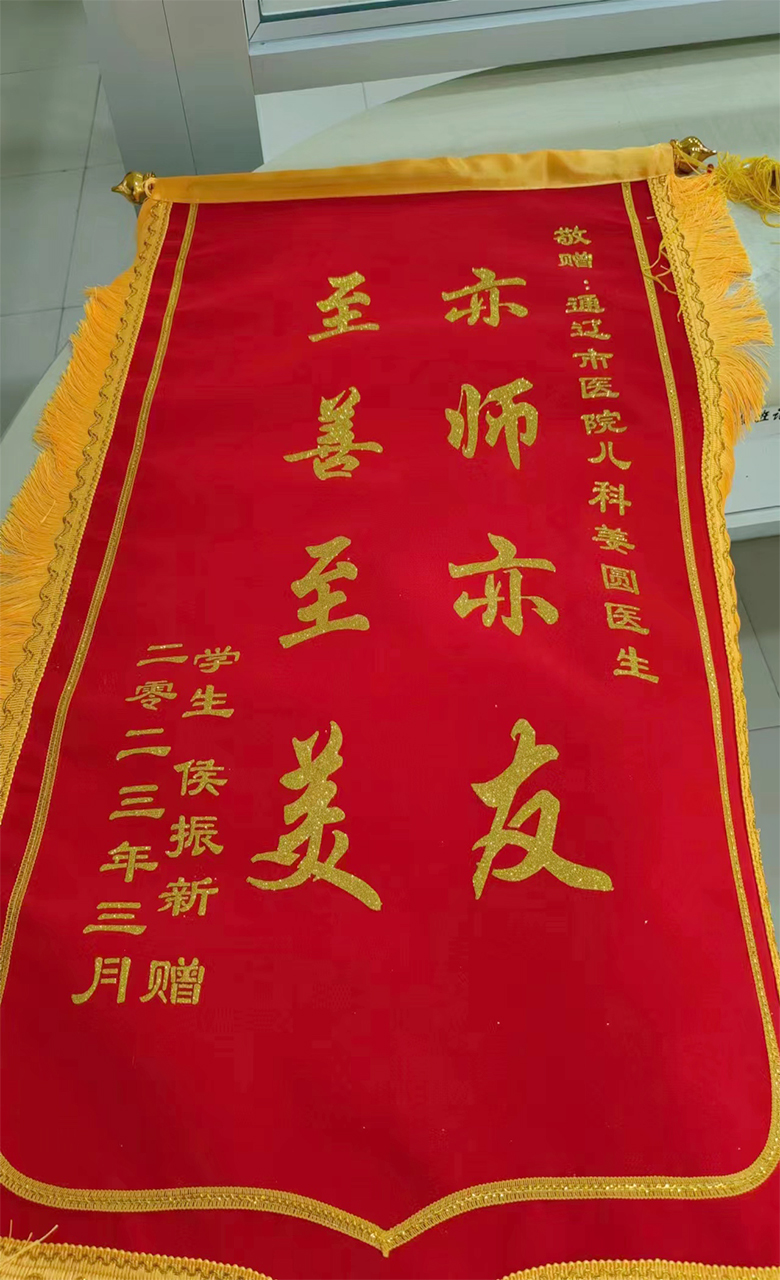 敬赠：通辽市医院儿科姜圆医生
亦师亦友
至善至美
学生 侯振新 赠
二零二三年三月